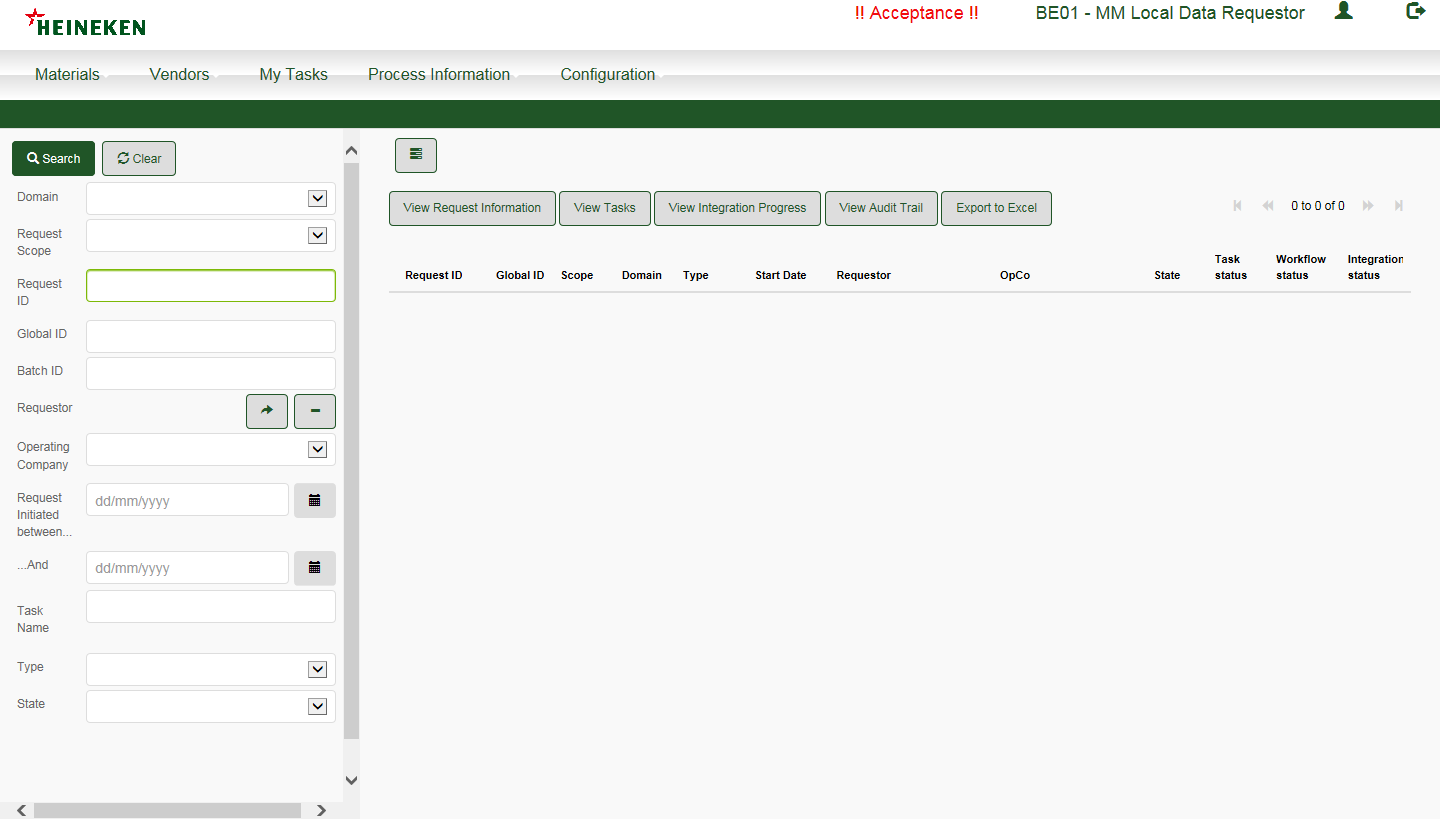 HEINEKEN
!! Acceptance !!
BE01 - MM Local Data Requestor
Materials
Vendors
My Tasks
Process Information
Configuration
Search
Clear
Domain
Request
Scope
Request
ID
Global ID
Batch ID
Requestor
Operating
Company
Request
Initiated
between...
dd/mm/yyyy
...And
dd/mm/yyyy
Task
Name
Type
State
View Request Information
View Tasks
View Integration Progress
View Audit Trail
Export to Excel
0 to 0 of 0
Request ID
Global ID
Scope
Domain
Type
Start Date
Requestor
OpCo
State
Task
status
Workflow
status
Integration
status